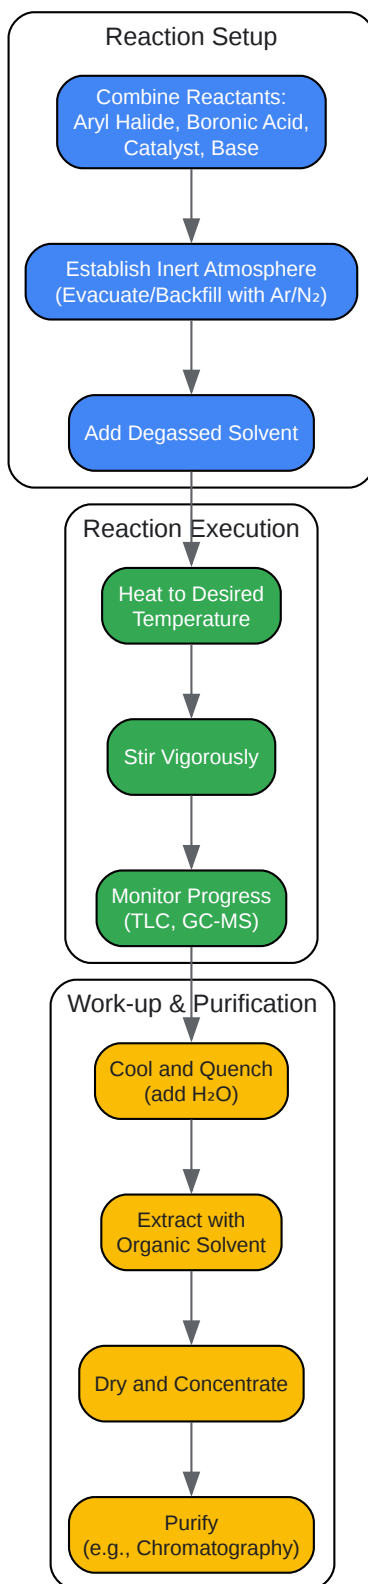 Reaction Setup
Combine Reactants:
Aryl Halide, Boronic Acid,
Catalyst, Base
Establish Inert Atmosphere
(Evacuate/Backfill with Ar/N₂)
Add Degassed Solvent
Reaction Execution
Heat to Desired
Temperature
Stir Vigorously
Monitor Progress
(TLC, GC-MS)
Work-up & Purification
Cool and Quench
(add H₂O)
Extract with
Organic Solvent
Dry and Concentrate
Purify
(e.g., Chromatography)